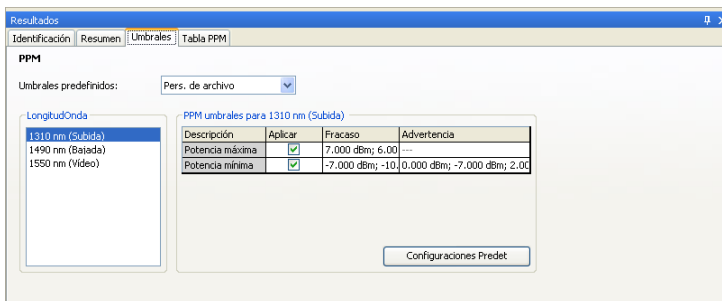 Resultados
Identificación Resumen Umbrales Tabla PPM
PPM
Umbrales predefinidos: Pers. de archivo
LongitudOnda
1310 nm (Subida)
1490 nm (Bajada)
1550 nm (Vídeo)
PPM umbrales para 1310 nm (Subida)
Descripción Aplicar Fracaso Advertencia
Potencia máxima 7.000 dBm; 6.00 ---
Potencia mínima -7.000 dBm; -10. 0.000 dBm; -7.000 dBm; 2.00
Configuraciones Predet